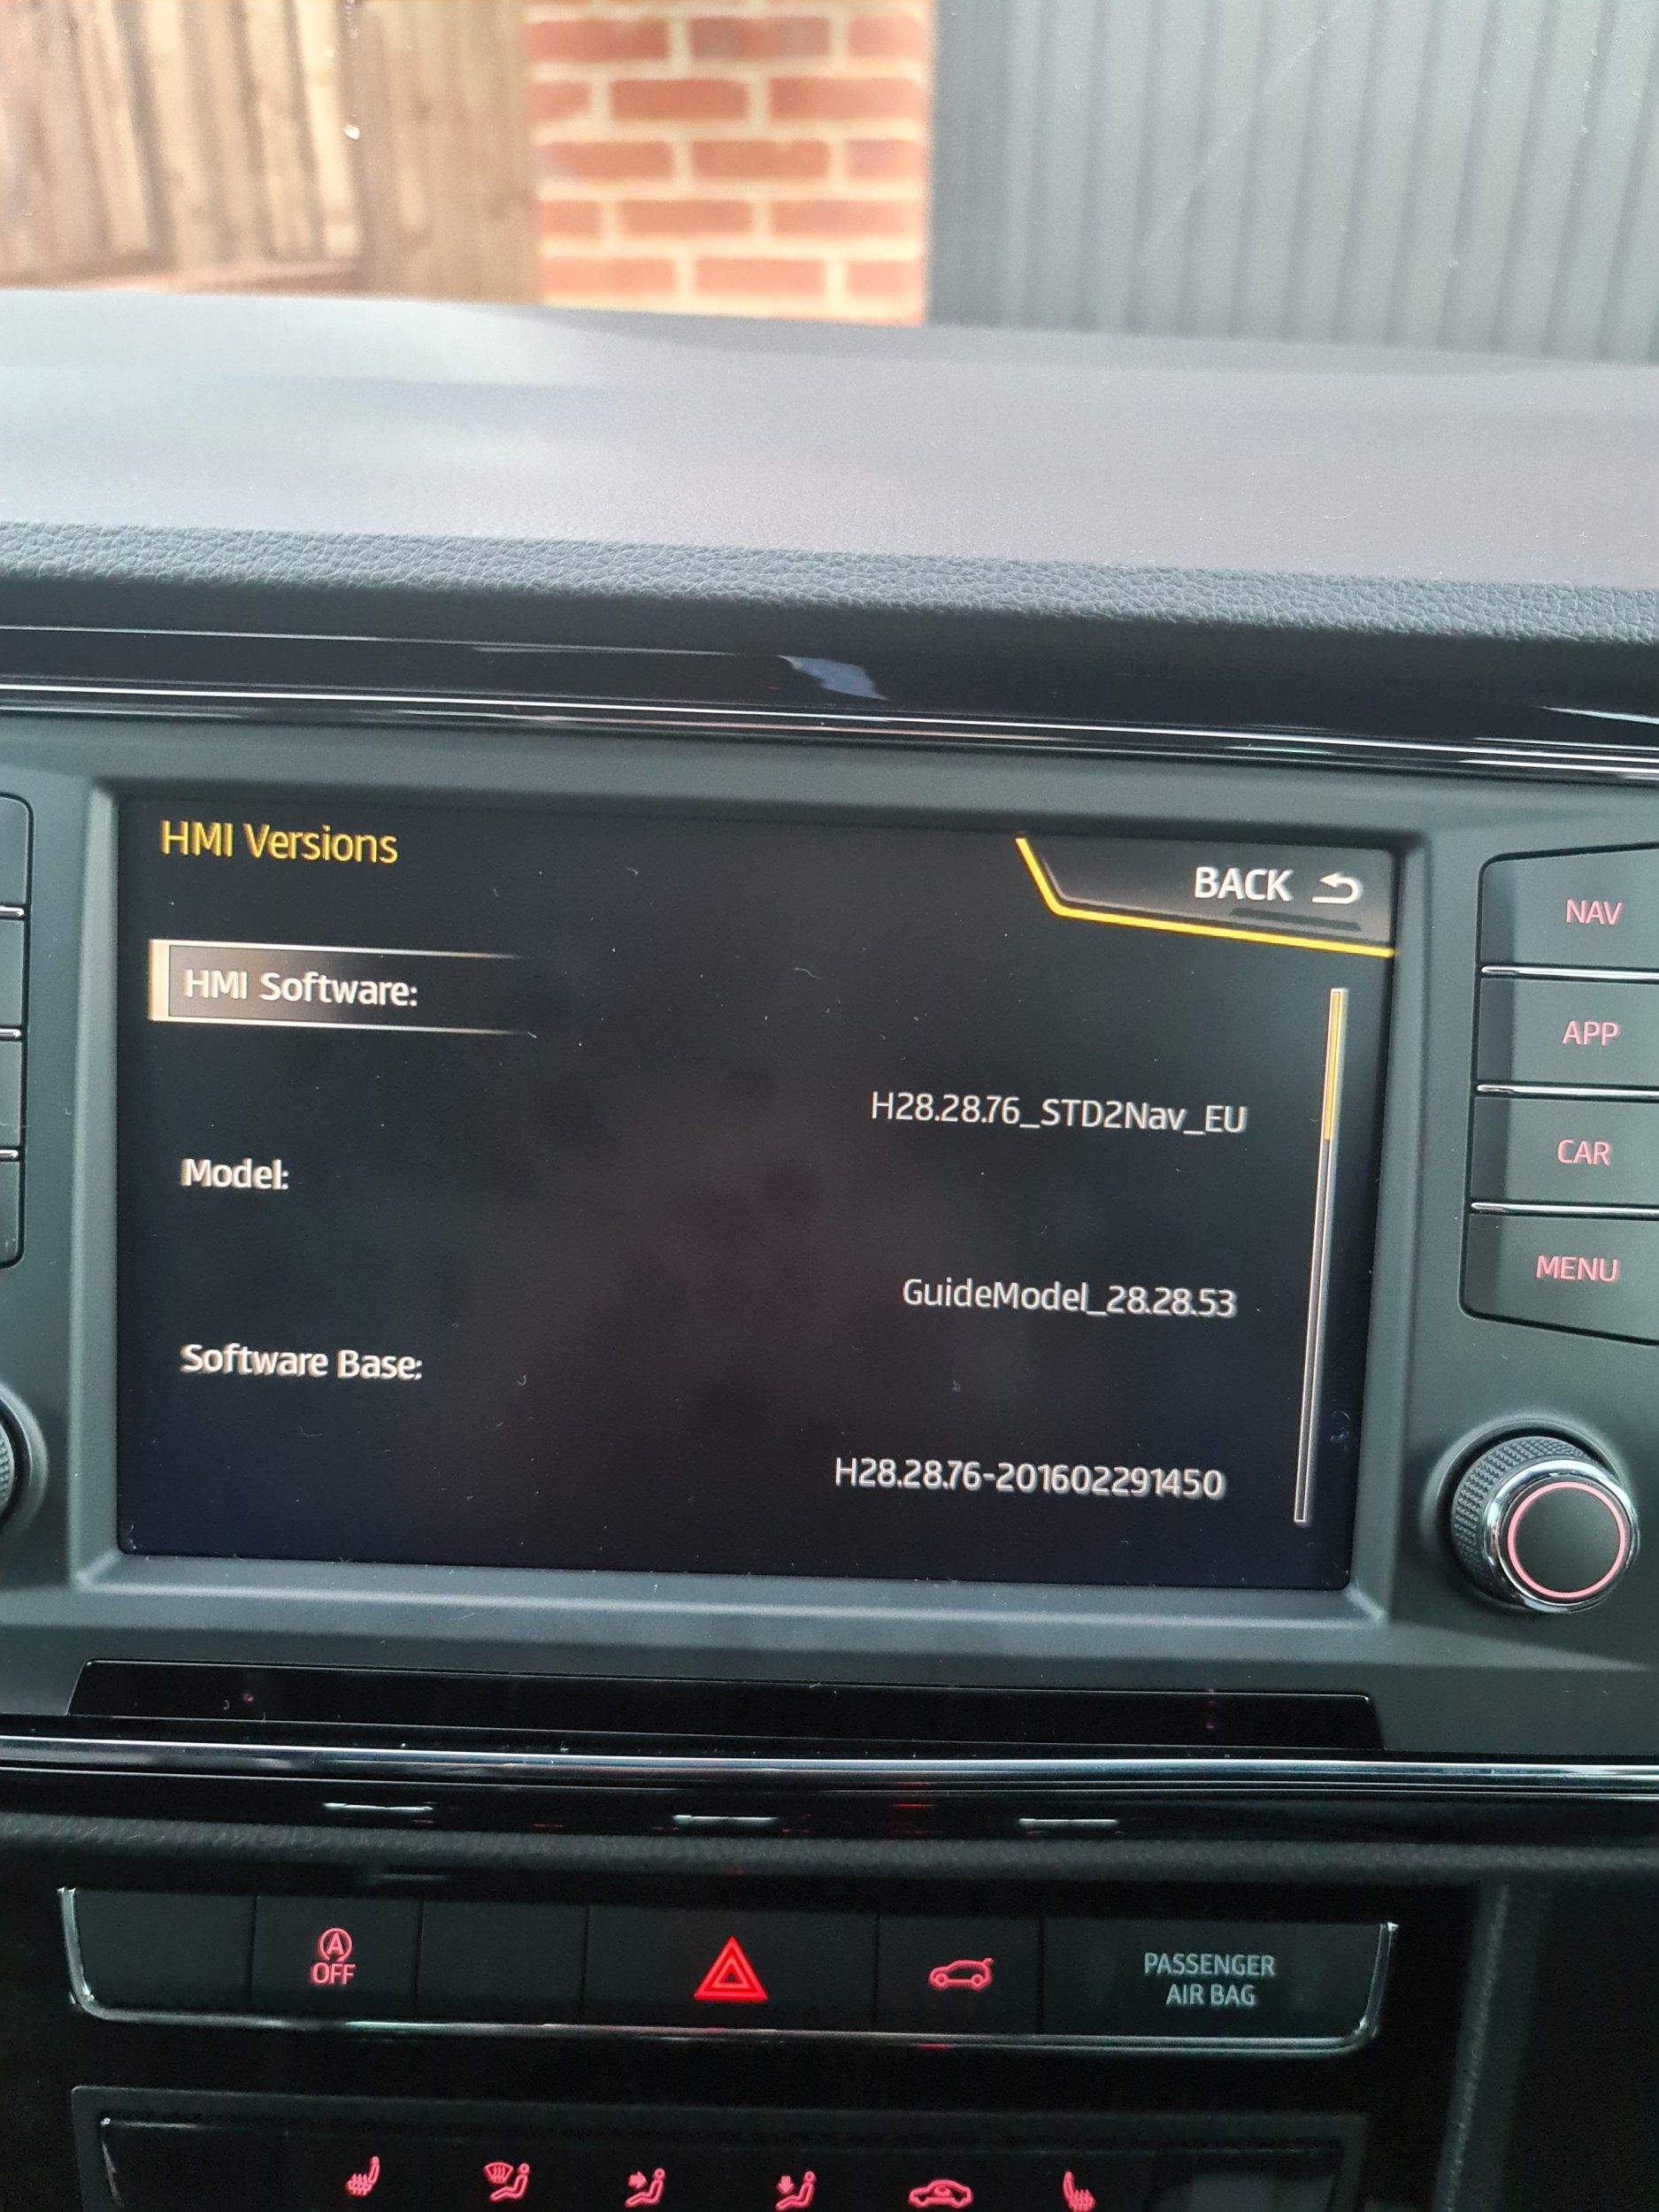 HMI Versions
BACK
HMI Software:
H28.28.76_STD2Nav_EU
Model:
GuideModel_28.28.53
Software Base:
H28.28.76-201602291450
NAV
APP
CAR
MENU
A
OFF
PASSENGER
AIR BAG